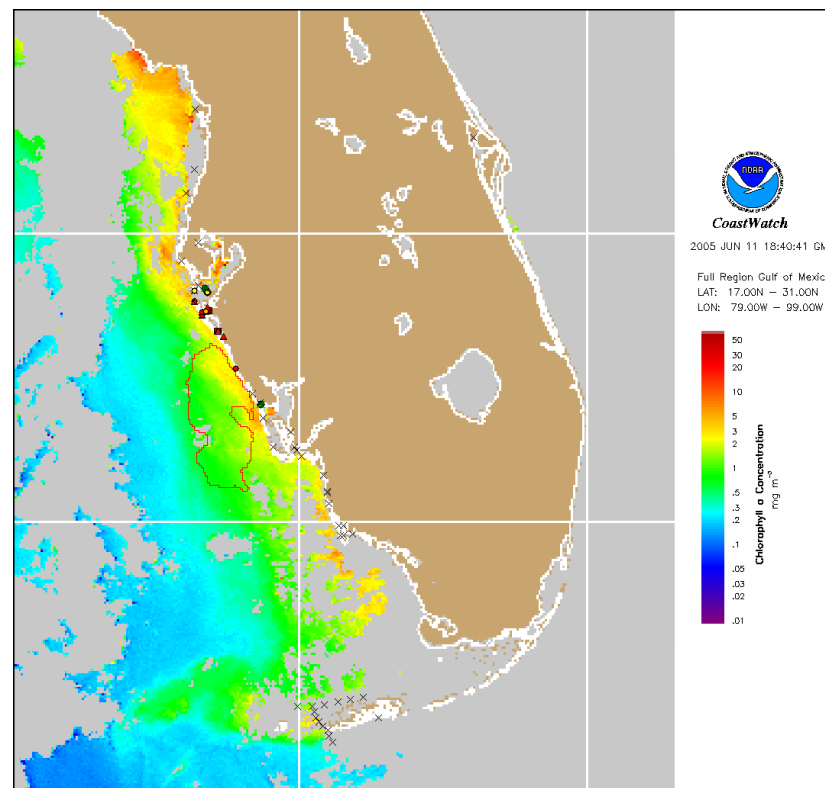 NOAA
CoastWatch
2005 JUN 11 18:40:41 GM
Full Region Gulf of Mexic
LAT: 17.00N – 31.00N
LON: 79.00W – 99.00W
50
30
20
10
5
3
2
1
.5
.3
.2
.1
.05
.03
.02
.01
Chlorophyll a Concentration
mg m⁻³